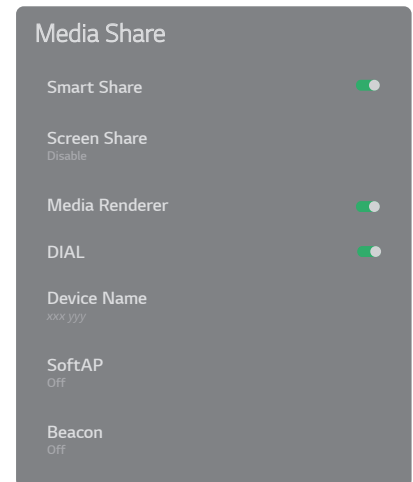 Media Share
Smart Share
Screen Share
Disable
Media Renderer
DIAL
Device Name
xxx yyy
SoftAP
Off
Beacon
Off